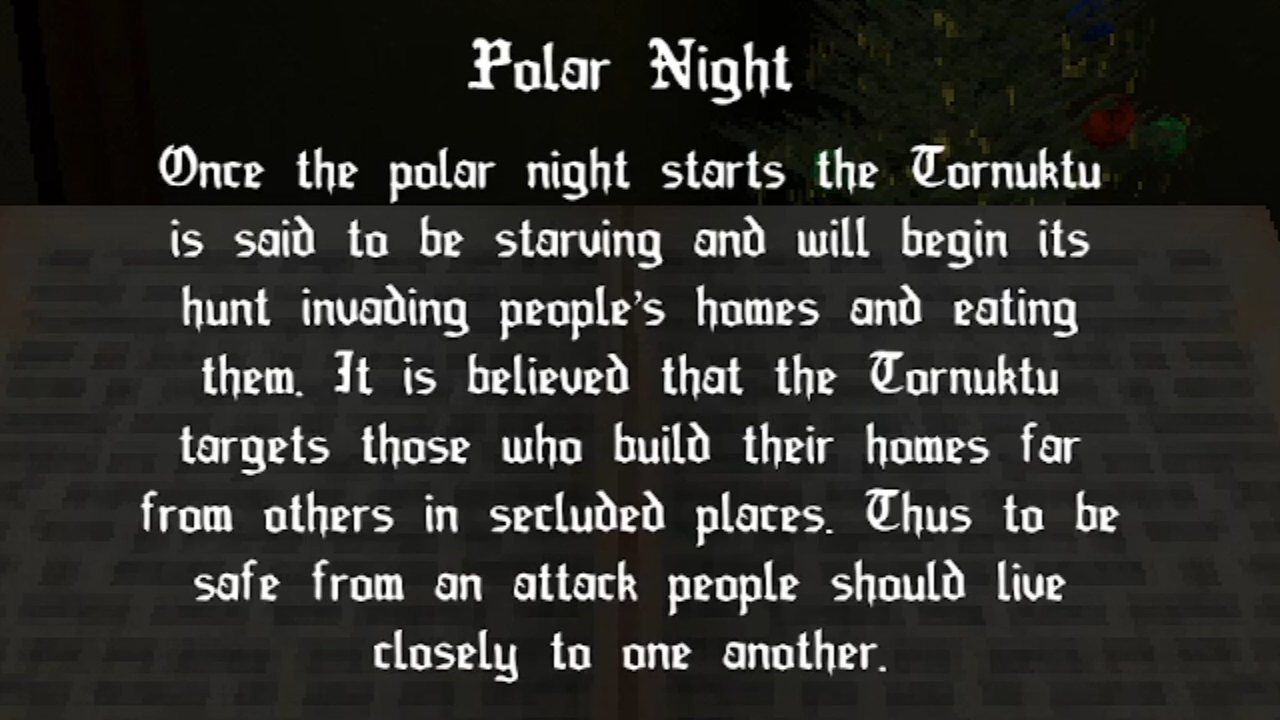 Polar Night
Once the polar night starts the Tornuktu
is said to be starving and will begin its
hunt invading people's homes and eating
them. It is believed that the Tornuktu
targets those who build their homes far
from others in secluded places. Thus to be
safe from an attack people should live
closely to one another.